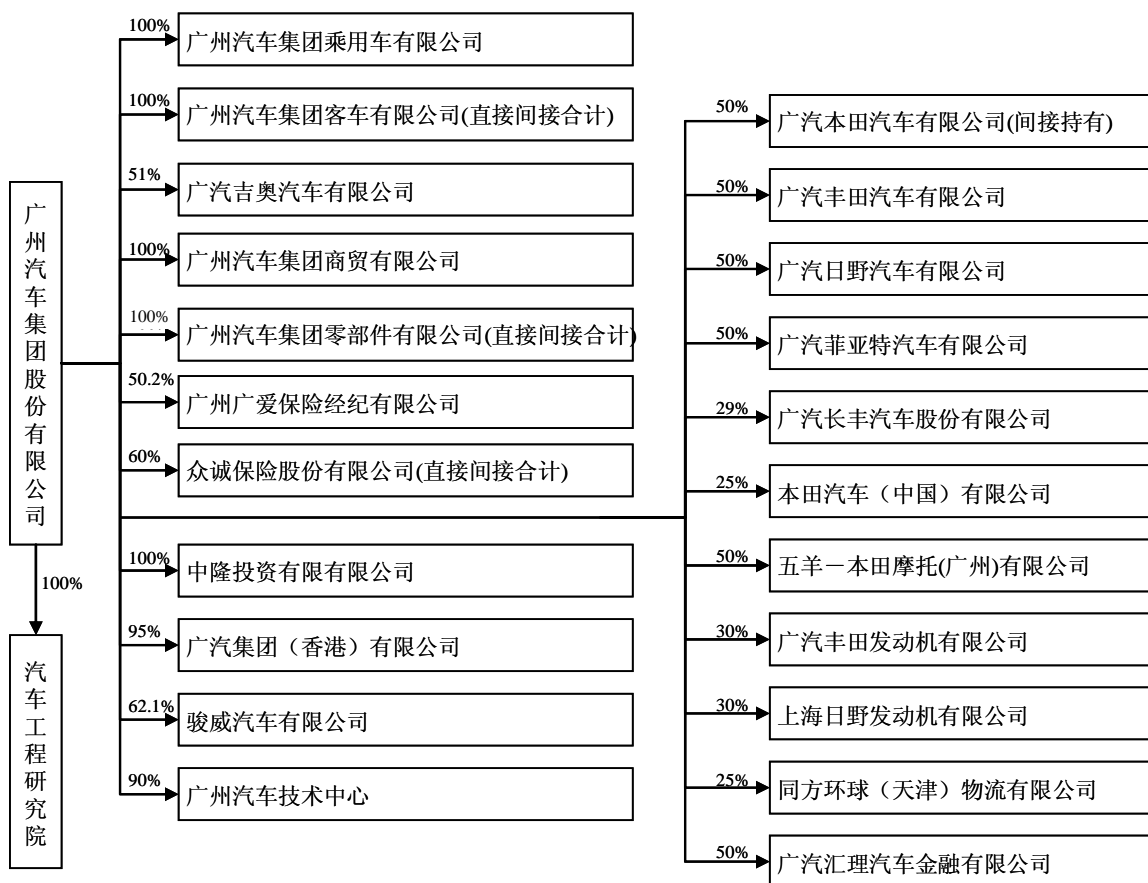 广州汽车集团股份有限公司
100%
汽车工程研究院
100%
广州汽车集团乘用车有限公司
100%
广州汽车集团客车有限公司(直接间接合计)
51%
广汽吉奥汽车有限公司
100%
广州汽车集团商贸有限公司
100%
广州汽车集团零部件有限公司(直接间接合计)
50.2%
广州广爱保险经纪有限公司
60%
众诚保险股份有限公司(直接间接合计)
100%
中隆投资有限有限公司
95%
广汽集团（香港）有限公司
62.1%
骏威汽车有限公司
90%
广州汽车技术中心
50%
广汽本田汽车有限公司(间接持有)
50%
广汽丰田汽车有限公司
50%
广汽日野汽车有限公司
50%
广汽菲亚特汽车有限公司
29%
广汽长丰汽车股份有限公司
25%
本田汽车（中国）有限公司
50%
五羊－本田摩托(广州)有限公司
30%
广汽丰田发动机有限公司
30%
上海日野发动机有限公司
25%
同方环球（天津）物流有限公司
50%
广汽汇理汽车金融有限公司